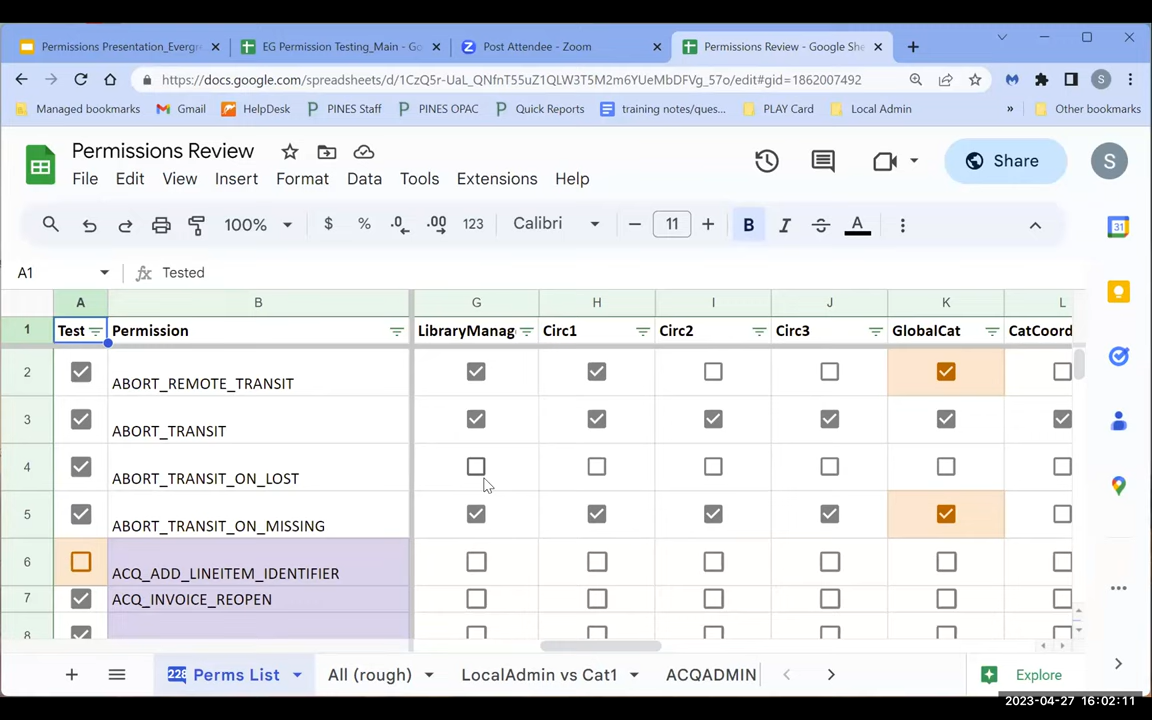 Permissions Presentation_Evergr
EG Permission Testing_Main - Go
Post Attendee - Zoom
Permissions Review - Google She
https://docs.google.com/spreadsheets/d/1CzQ5r-UaL_QNfnT55uZ1QLW3T5M2m6YUeMbDFVg_57o/edit#gid=1862007492
S
Managed bookmarks
Gmail
HelpDesk
PINES Staff
PINES OPAC
Quick Reports
training notes/ques...
PLAY Card
Local Admin
»
Other bookmarks
Permissions Review
File Edit View Insert Format Data Tools Extensions Help
Share
S
100% $ % .0 .00 123 Calibri 11 B I S A
31
A1 fx Tested
A B G H I J K L
1 Test Permission LibraryManag Circ1 Circ2 Circ3 GlobalCat CatCoord
2 ABORT_REMOTE_TRANSIT
3 ABORT_TRANSIT
4 ABORT_TRANSIT_ON_LOST
5 ABORT_TRANSIT_ON_MISSING
6 ACQ_ADD_LINEITEM_IDENTIFIER
7 ACQ_INVOICE_REOPEN
8
228 Perms List All (rough) LocalAdmin vs Cat1 ACQADMIN Explore
2023-04-27 16:02:11